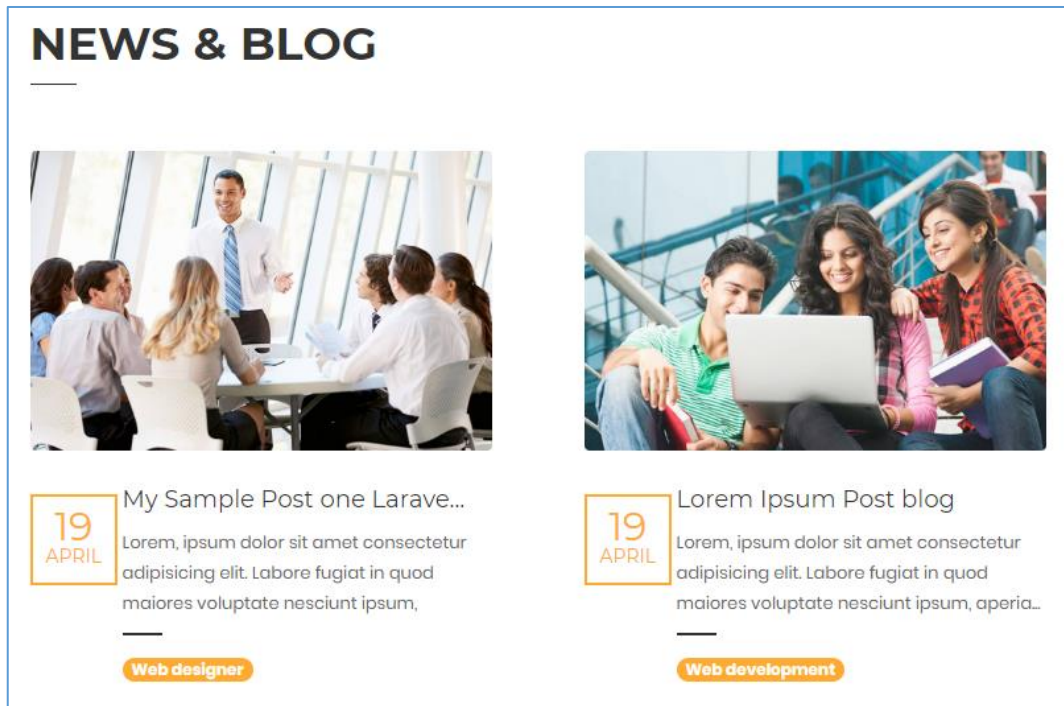 NEWS & BLOG
19
APRIL
My Sample Post one Larave...
Lorem, ipsum dolor sit amet consectetur
adipisicing elit. Labore fugiat in quod
maiores voluptate nesciunt ipsum,
Web designer
19
APRIL
Lorem Ipsum Post blog
Lorem, ipsum dolor sit amet consectetur
adipisicing elit. Labore fugiat in quod
maiores voluptate nesciunt ipsum, aperia...
Web development